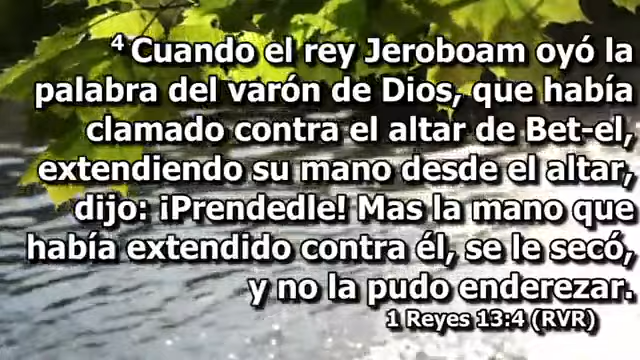 4 Cuando el rey Jeroboam oyó la
palabra del varón de Dios, que había
clamado contra el altar de Bet-el,
extendiendo su mano desde el altar,
dijo: ¡Prendedle! Mas la mano que
había extendido contra él, se le secó,
y no la pudo enderezar.
1 Reyes 13:4 (RVR)